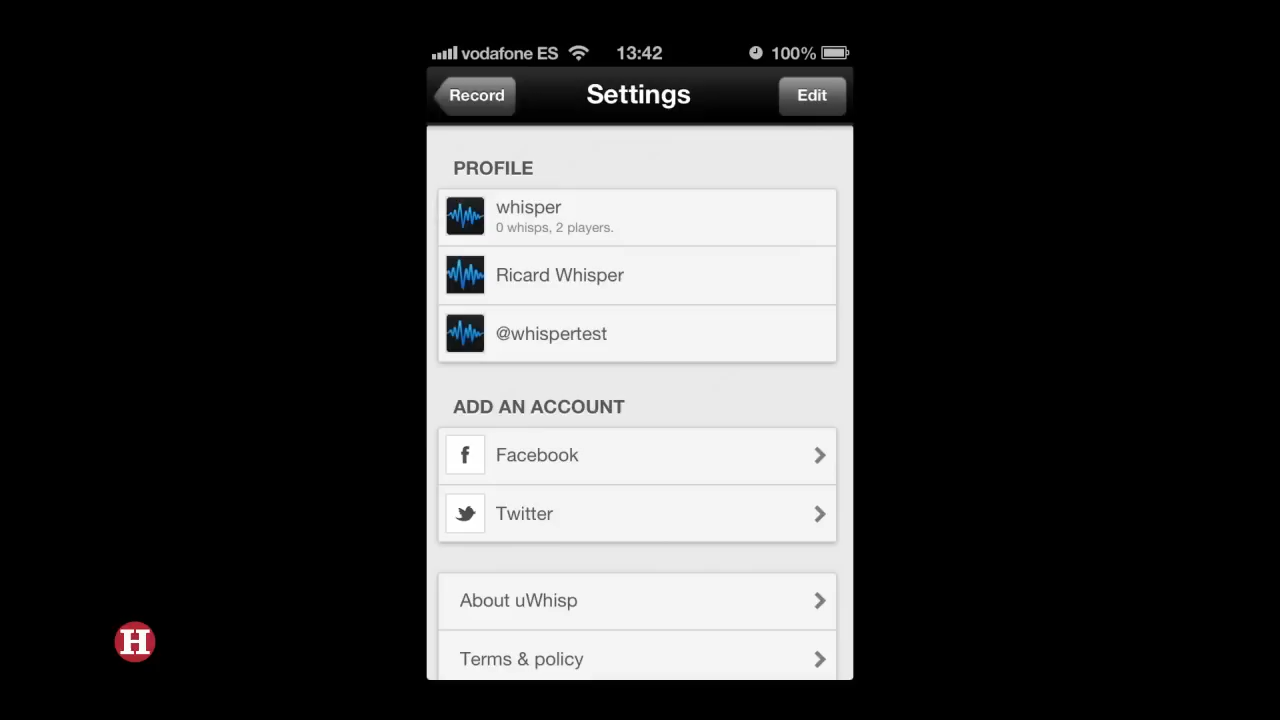 vodafone ES 13:42 100%
Record Settings Edit
PROFILE
whisper
0 whisps, 2 players.
Ricard Whisper
@whispertest
ADD AN ACCOUNT
f Facebook
Twitter
About uWhisp
Terms & policy
H